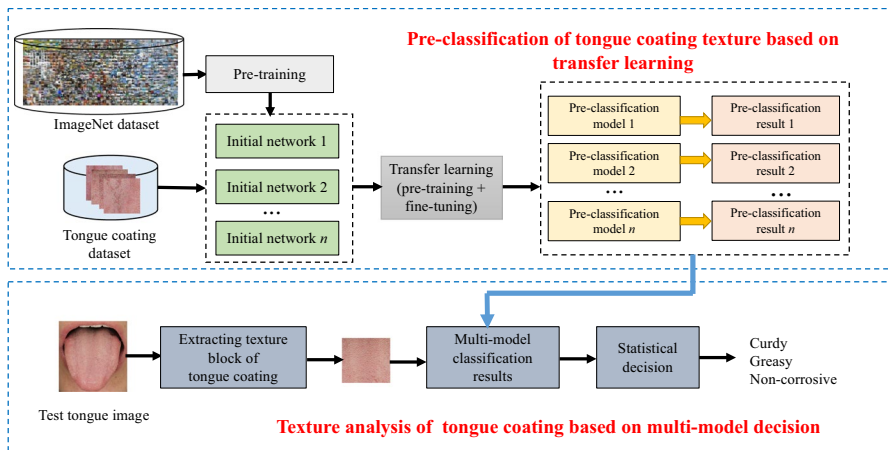 Pre-classification of tongue coating texture based on
transfer learning
Pre-training
ImageNet dataset
Initial network 1
Initial network 2
...
Initial network n
Tongue coating
dataset
Transfer learning
(pre-training +
fine-tuning)
Pre-classification
model 1
Pre-classification
result 1
Pre-classification
model 2
Pre-classification
result 2
...
...
Pre-classification
model n
Pre-classification
result n
Test tongue image
Extracting texture
block of
tongue coating
Multi-model
classification
results
Statistical
decision
Curdy
Greasy
Non-corrosive
Texture analysis of tongue coating based on multi-model decision